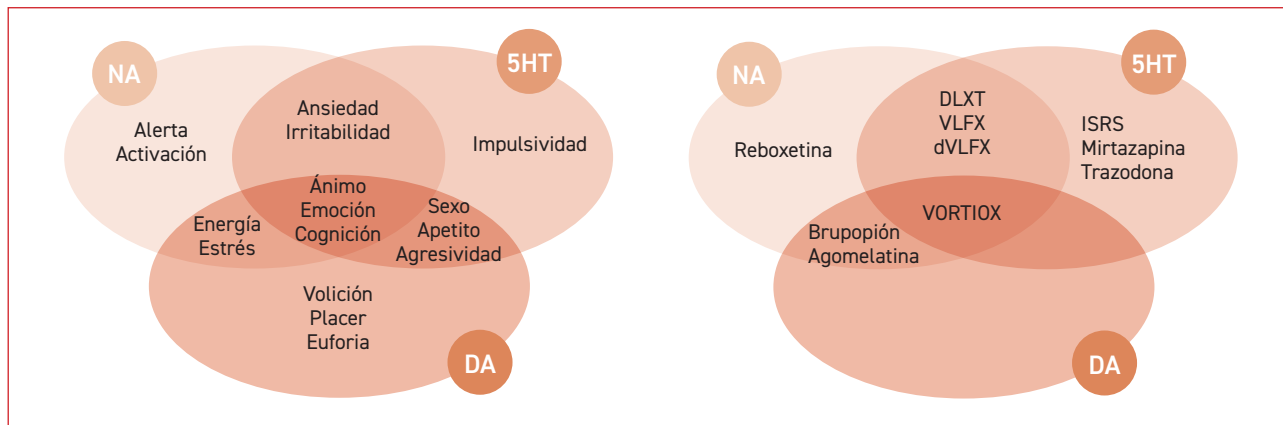 NA
5HT
Ansiedad
Irritabilidad
Alerta
Activación
Impulsividad
Ánimo
Emoción
Cognición
Energía
Estrés
Sexo
Apetito
Agresividad
Volición
Placer
Euforia
DA
NA
5HT
DLXT
VLFX
dVLFX
Reboxetina
ISRS
Mirtazapina
Trazodona
VORTIOX
Brupopión
Agomelatina
DA